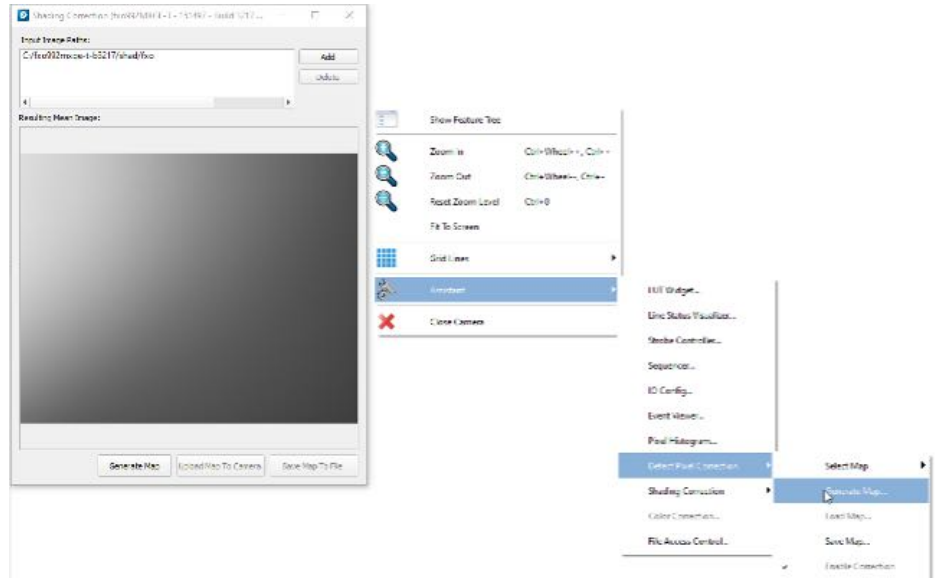 Shading Correction
Input Image Paths:
Add
Delete
Resulting Mean Image:
Generate Map
Upload Map To Camera
Save Map To File
Show Feature Tree
Zoom In
Zoom Out
Reset Zoom Level Ctrl+0
Fit To Screen
Grid Lines
Assistant
Close Camera
LUT Widget...
Line Status Visualizer...
Strobe Controller...
Sequencer...
IO Config...
Event Viewer...
Pixel Histogram...
Defect Pixel Correction
Shading Correction
Color Correction...
File Access Control...
Select Map
Generate Map...
Load Map...
Save Map...
Enable Correction